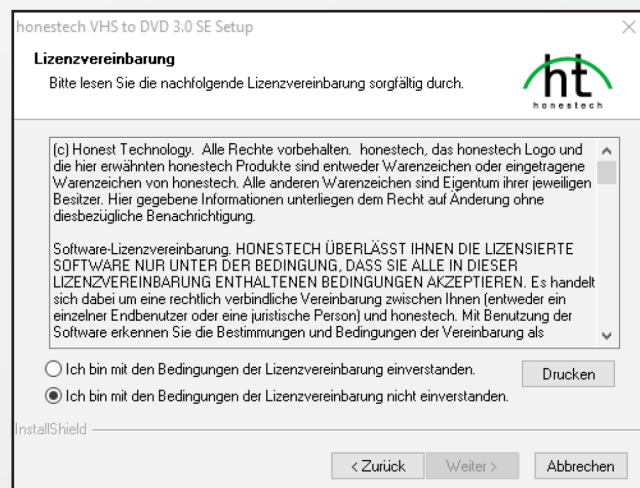 honestech VHS to DVD 3.0 SE Setup
Lizenzvereinbarung
Bitte lesen Sie die nachfolgende Lizenzvereinbarung sorgfältig durch.
ht
honestech
(c) Honest Technology.  Alle Rechte vorbehalten.  honestech, das honestech Logo und
die hier erwähnten honestech Produkte sind entweder Warenzeichen oder eingetragene
Warenzeichen von honestech. Alle anderen Warenzeichen sind Eigentum ihrer jeweiligen
Besitzer. Hier gegebene Informationen unterliegen dem Recht auf Änderung ohne
diesbezügliche Benachrichtigung.
Software-Lizenzvereinbarung. HONESTECH ÜBERLÄSST IHNEN DIE LIZENSIERTE
SOFTWARE NUR UNTER DER BEDINGUNG, DASS SIE ALLE IN DIESER
LIZENZVEREINBARUNG ENTHALTENEN BEDINGUNGEN AKZEPTIEREN. Es handelt
sich dabei um eine rechtlich verbindliche Vereinbarung zwischen Ihnen (entweder ein
einzelner Endbenutzer oder eine juristische Person) und honestech. Mit Benutzung der
Software erkennen Sie die Bestimmungen und Bedingungen der Vereinbarung als
Ich bin mit den Bedingungen der Lizenzvereinbarung einverstanden.
Drucken
Ich bin mit den Bedingungen der Lizenzvereinbarung nicht einverstanden.
InstallShield
< Zurück
Weiter >
Abbrechen